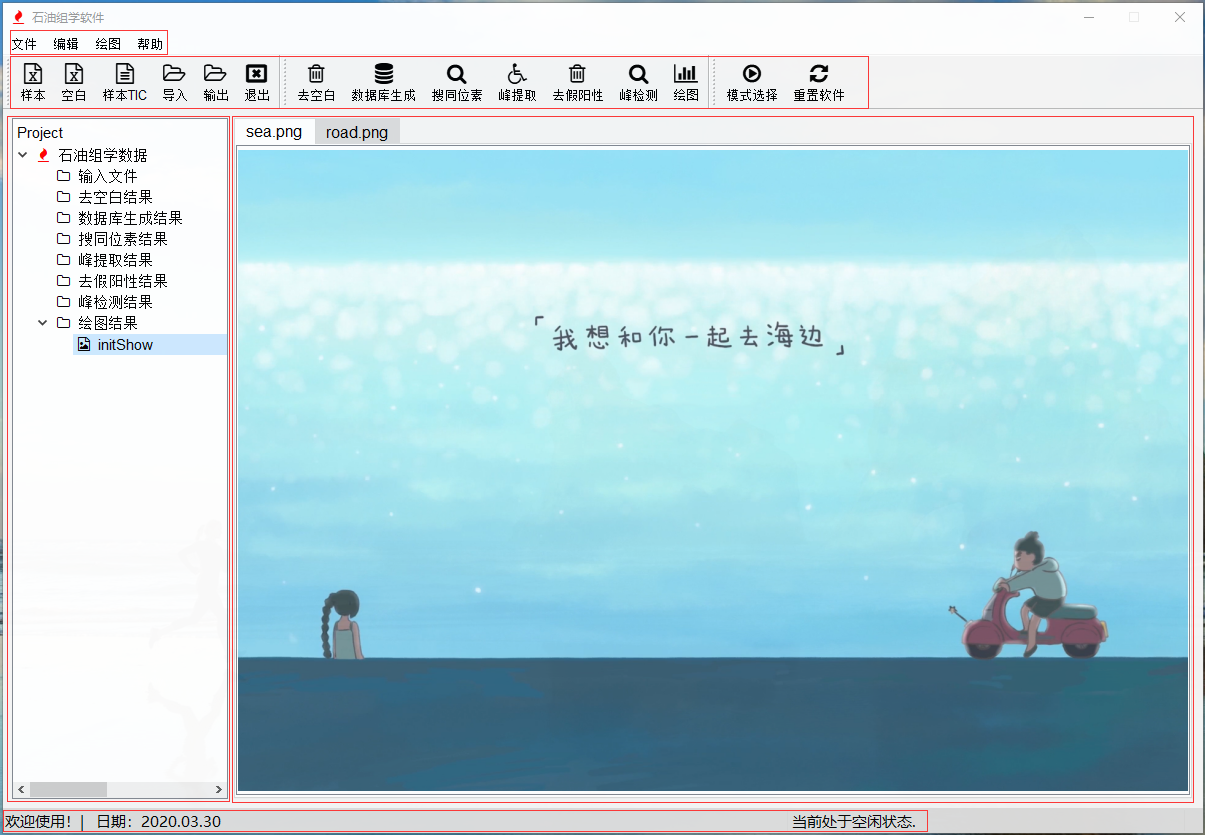 石油组学软件
文件 编辑 绘图 帮助
样本 空白 样本TIC 导入 输出 退出 去空白 数据库生成 搜同位素 峰提取 去假阳性 峰检测 绘图 模式选择 重置软件
Project
石油组学数据
输入文件
去空白结果
数据库生成结果
搜同位素结果
峰提取结果
去假阳性结果
峰检测结果
绘图结果
initShow
sea.png road.png
「我想和你一起去海边」
欢迎使用! | 日期: 2020.03.30 当前处于空闲状态.